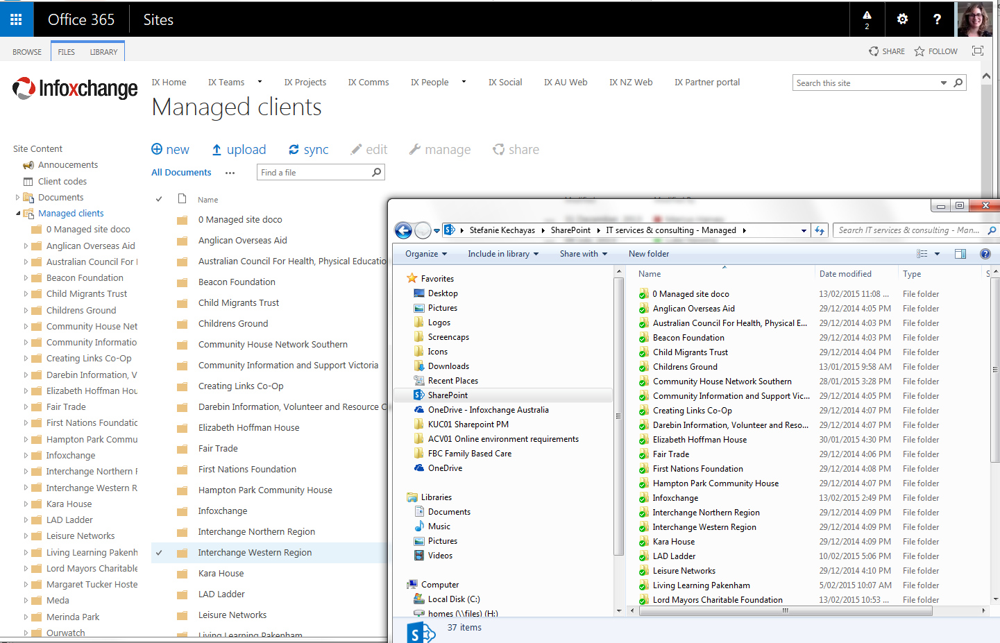 Office 365
Sites
2
?
BROWSE
FILES
LIBRARY
SHARE
FOLLOW
Infoxchange
IX Home
IX Teams
IX Projects
IX Comms
IX People
IX Social
IX AU Web
IX NZ Web
IX Partner portal
Search this site
Managed clients
Site Content
Annoucements
Client codes
Documents
Managed clients
0 Managed site doco
Anglican Overseas Aid
Australian Council For H
Beacon Foundation
Child Migrants Trust
Childrens Ground
Community House Net
Community Informatio
Creating Links Co-Op
Darebin Information, V
Elizabeth Hoffman Hou
Fair Trade
First Nations Foundatic
Hampton Park Commu
Infoxchange
Interchange Northern R
Interchange Western R
Kara House
LAD Ladder
Leisure Networks
Living Learning Pakenh
Lord Mayors Charitable
Margaret Tucker Hoste
Meda
Merinda Park
Ourwatch
new
upload
sync
edit
manage
share
All Documents
...
Find a file
Name
0 Managed site doco
Anglican Overseas Aid
Australian Council For Health, Physical Educatio
Beacon Foundation
Child Migrants Trust
Childrens Ground
Community House Network Southern
Community Information and Support Victoria
Creating Links Co-Op
Darebin Information, Volunteer and Resource C
Elizabeth Hoffman House
Fair Trade
First Nations Foundation
Hampton Park Community House
Infoxchange
Interchange Northern Region
Interchange Western Region
Kara House
LAD Ladder
Leisure Networks
Living Learning Pakenham
Stefanie Kechayas
SharePoint
IT services & consulting - Managed
Search IT services & consulting - Man...
Organize
Include in library
Share with
New folder
Favorites
Desktop
Pictures
Logos
Screencaps
Icons
Downloads
Recent Places
SharePoint
OneDrive - Infoxchange Australia
KUC01 Sharepoint PM
ACV01 Online environment requirements
FBC Family Based Care
OneDrive
Libraries
Documents
Music
Pictures
Videos
Computer
Local Disk (C:)
homes (\\files) (H:)
Name Date modified Type S
0 Managed site doco 13/02/2015 11:08 ... File folder
Anglican Overseas Aid 29/12/2014 4:05 PM File folder
Australian Council For Health, Physical E... 29/12/2014 4:03 PM File folder
Beacon Foundation 29/12/2014 4:03 PM File folder
Child Migrants Trust 29/12/2014 4:04 PM File folder
Childrens Ground 13/01/2015 9:58 AM File folder
Community House Network Southern 28/01/2015 3:28 PM File folder
Community Information and Support Vic... 29/12/2014 4:05 PM File folder
Creating Links Co-Op 29/12/2014 4:07 PM File folder
Darebin Information, Volunteer and Reso... 29/12/2014 4:07 PM File folder
Elizabeth Hoffman House 30/01/2015 4:30 PM File folder
Fair Trade 29/12/2014 4:06 PM File folder
First Nations Foundation 29/12/2014 4:08 PM File folder
Hampton Park Community House 29/12/2014 4:07 PM File folder
Infoxchange 13/02/2015 2:49 PM File folder
Interchange Northern Region 29/12/2014 4:09 PM File folder
Interchange Western Region 29/12/2014 4:09 PM File folder
Kara House 29/12/2014 4:09 PM File folder
LAD Ladder 10/02/2015 5:06 PM File folder
Leisure Networks 29/12/2014 4:10 PM File folder
Living Learning Pakenham 5/02/2015 10:07 AM File folder
Lord Mayors Charitable Foundation 13/02/2015 10:53 ... File folder
37 items